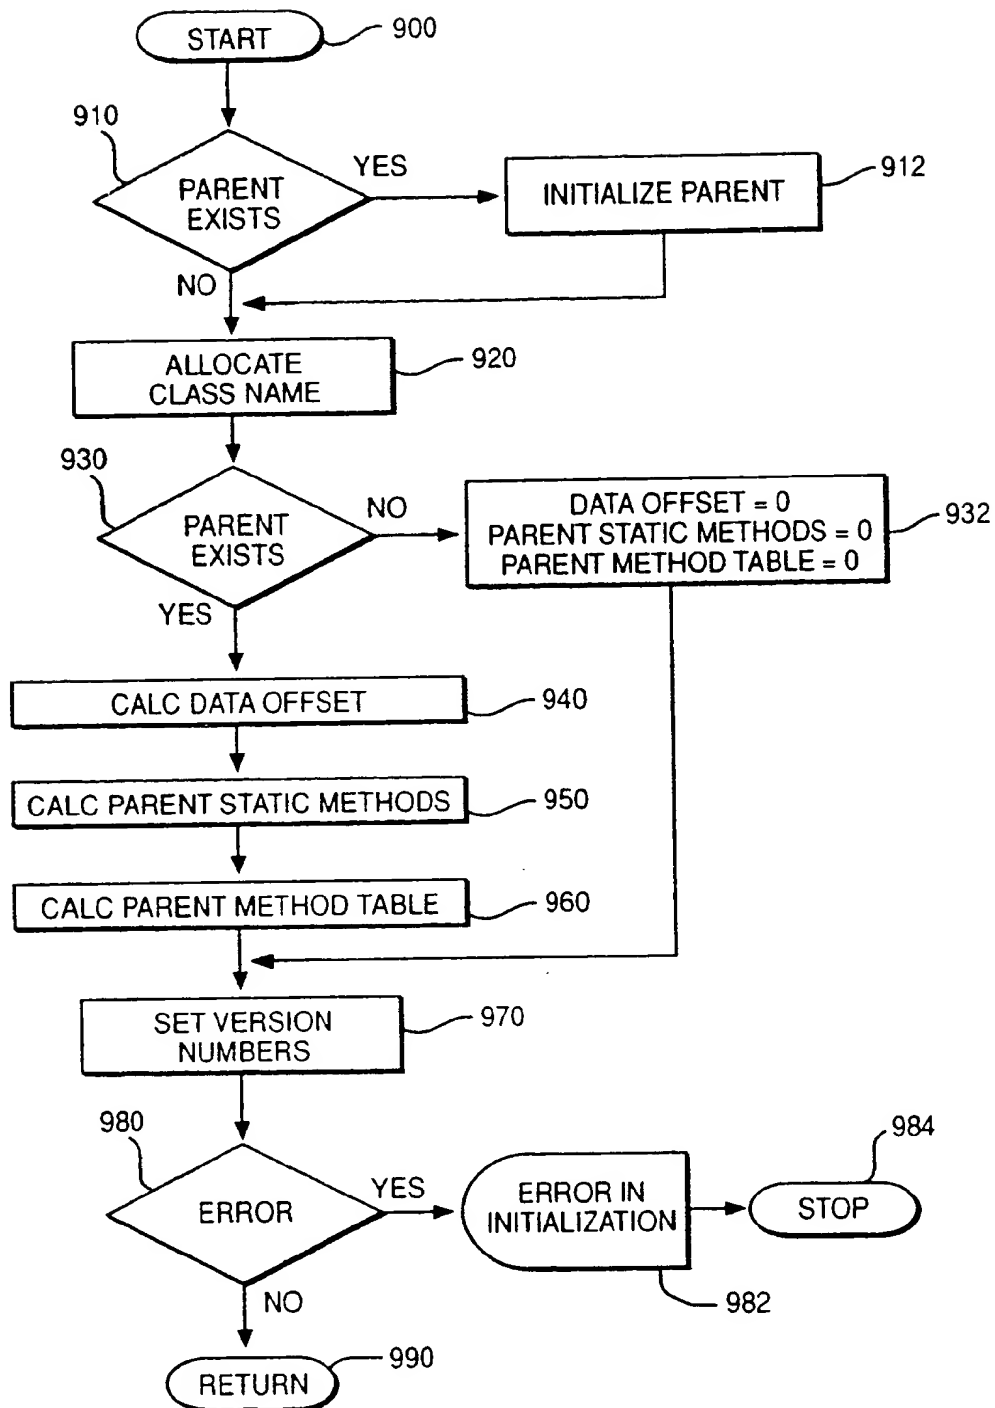 START
900
910
PARENT
EXISTS
YES
INITIALIZE PARENT
912
NO
ALLOCATE
CLASS NAME
920
930
PARENT
EXISTS
NO
DATA OFFSET = 0
PARENT STATIC METHODS = 0
PARENT METHOD TABLE = 0
932
YES
CALC DATA OFFSET
940
CALC PARENT STATIC METHODS
950
CALC PARENT METHOD TABLE
960
SET VERSION
NUMBERS
970
980
ERROR
YES
ERROR IN
INITIALIZATION
982
STOP
984
NO
RETURN
990